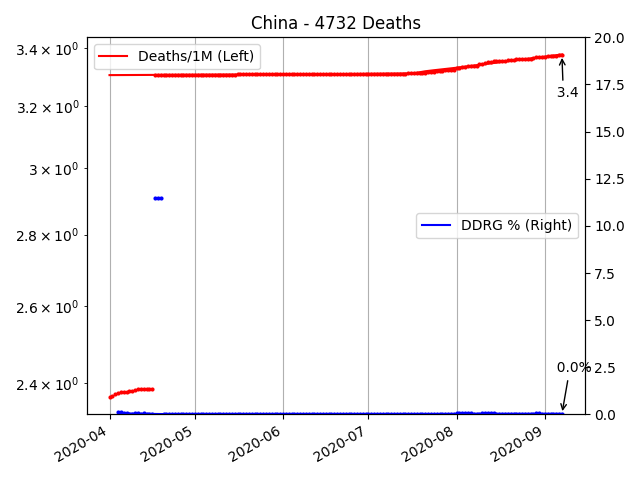 China - 4732 Deaths
Deaths/1M (Left)
DDRG % (Right)
3.4 × 10⁰
3.2 × 10⁰
3 × 10⁰
2.8 × 10⁰
2.6 × 10⁰
2.4 × 10⁰
20.0
17.5
15.0
12.5
10.0
7.5
5.0
2.5
0.0
3.4
0.0%
2020-04
2020-05
2020-06
2020-07
2020-08
2020-09